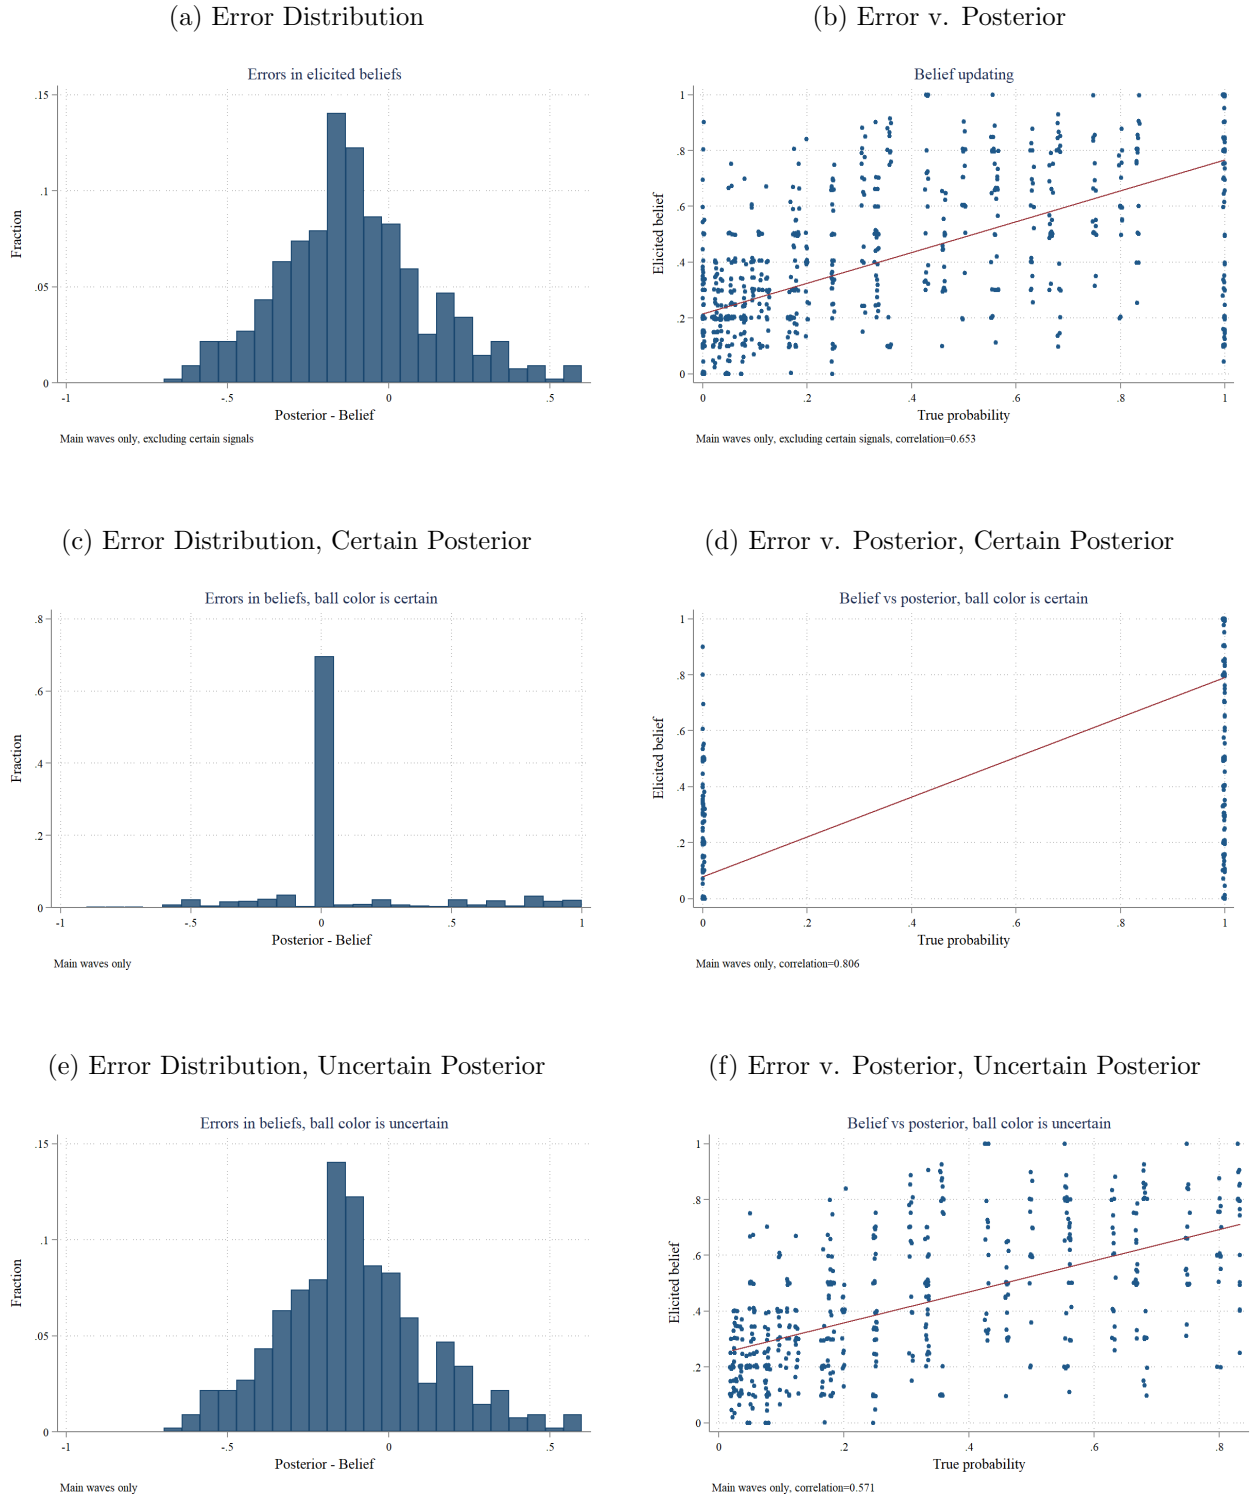 (a) Error Distribution
Errors in elicited beliefs
Fraction
.15
.1
.05
0
-1
-.5
0
.5
Posterior - Belief
Main waves only, excluding certain signals
(b) Error v. Posterior
Belief updating
Elicited belief
1
.8
.6
.4
.2
0
0
.2
.4
.6
.8
1
True probability
Main waves only, excluding certain signals, correlation=0.653
(c) Error Distribution, Certain Posterior
Errors in beliefs, ball color is certain
Fraction
.8
.6
.4
.2
0
-1
-.5
0
.5
1
Posterior - Belief
Main waves only
(d) Error v. Posterior, Certain Posterior
Belief vs posterior, ball color is certain
Elicited belief
1
.8
.6
.4
.2
0
0
.2
.4
.6
.8
1
True probability
Main waves only, correlation=0.806
(e) Error Distribution, Uncertain Posterior
Errors in beliefs, ball color is uncertain
Fraction
.15
.1
.05
0
-1
-.5
0
.5
Posterior - Belief
Main waves only
(f) Error v. Posterior, Uncertain Posterior
Belief vs posterior, ball color is uncertain
Elicited belief
1
.8
.6
.4
.2
0
0
.2
.4
.6
.8
True probability
Main waves only, correlation=0.571